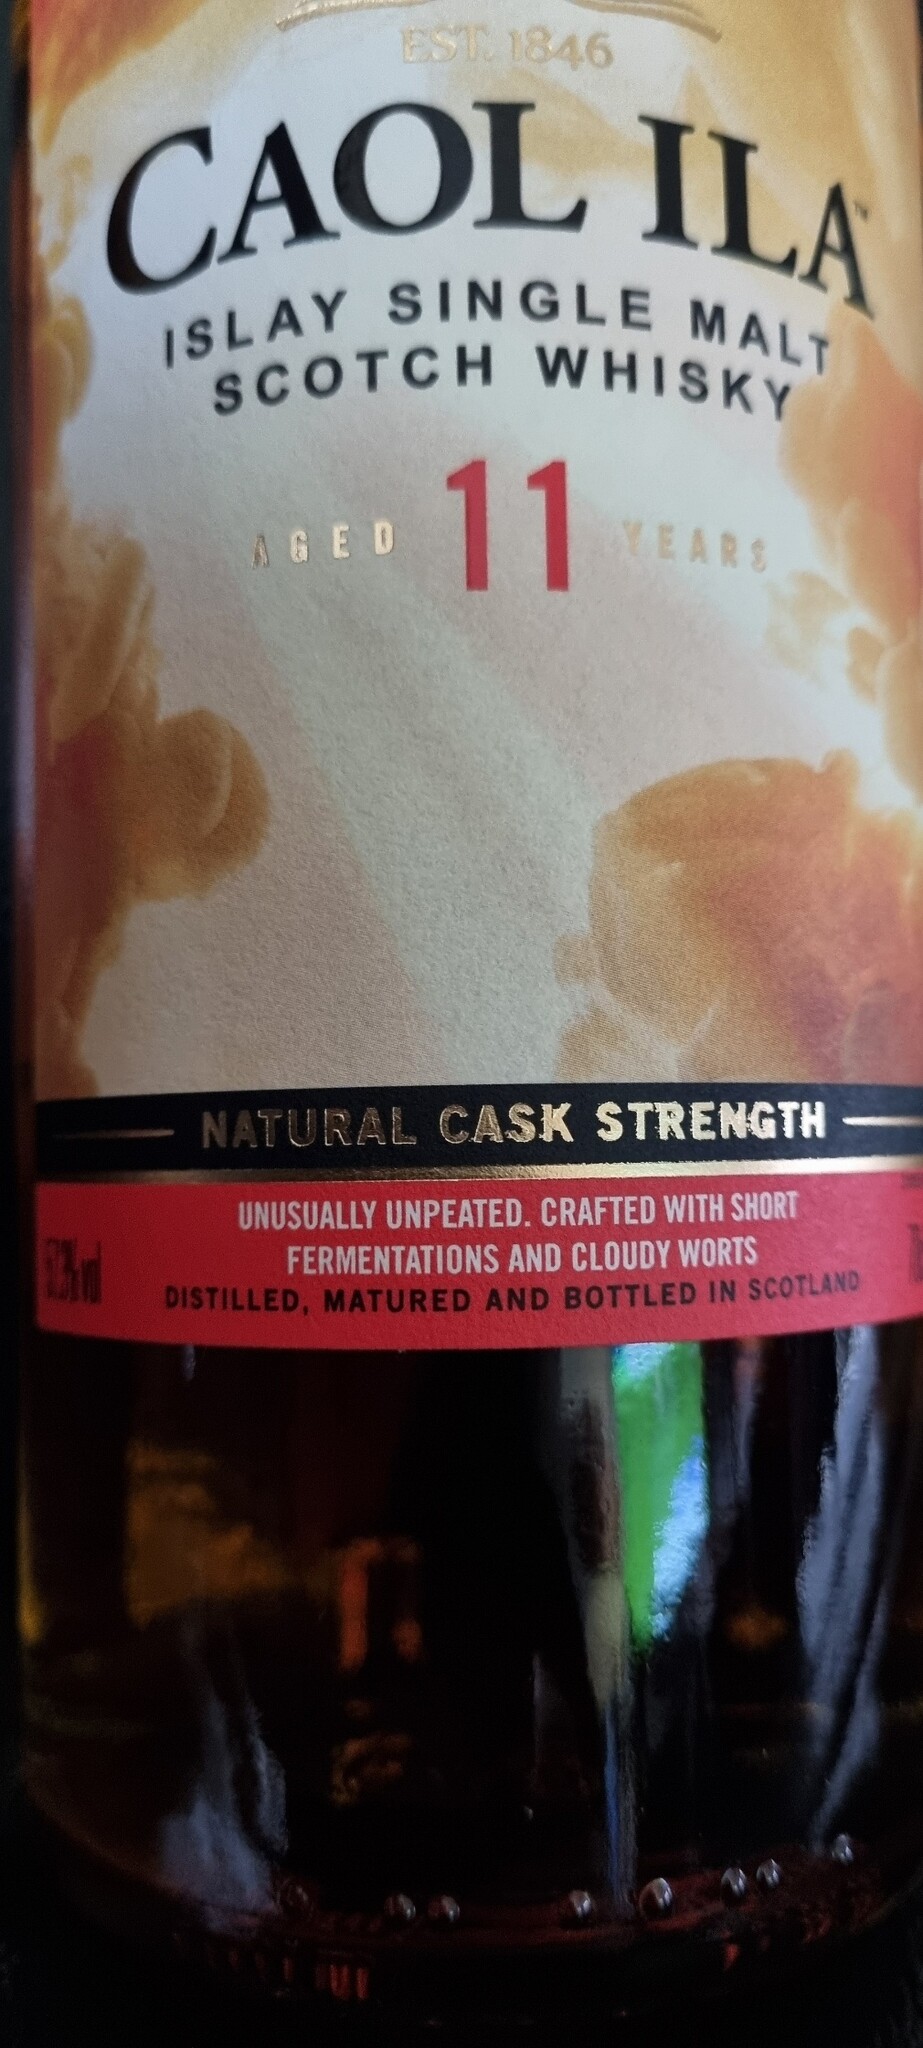 EST. 1846
CAOL ILA™
ISLAY SINGLE MALT
SCOTCH WHISKY
AGED 11 YEARS
NATURAL CASK STRENGTH
UNUSUALLY UNPEATED. CRAFTED WITH SHORT
FERMENTATIONS AND CLOUDY WORTS
DISTILLED, MATURED AND BOTTLED IN SCOTLAND